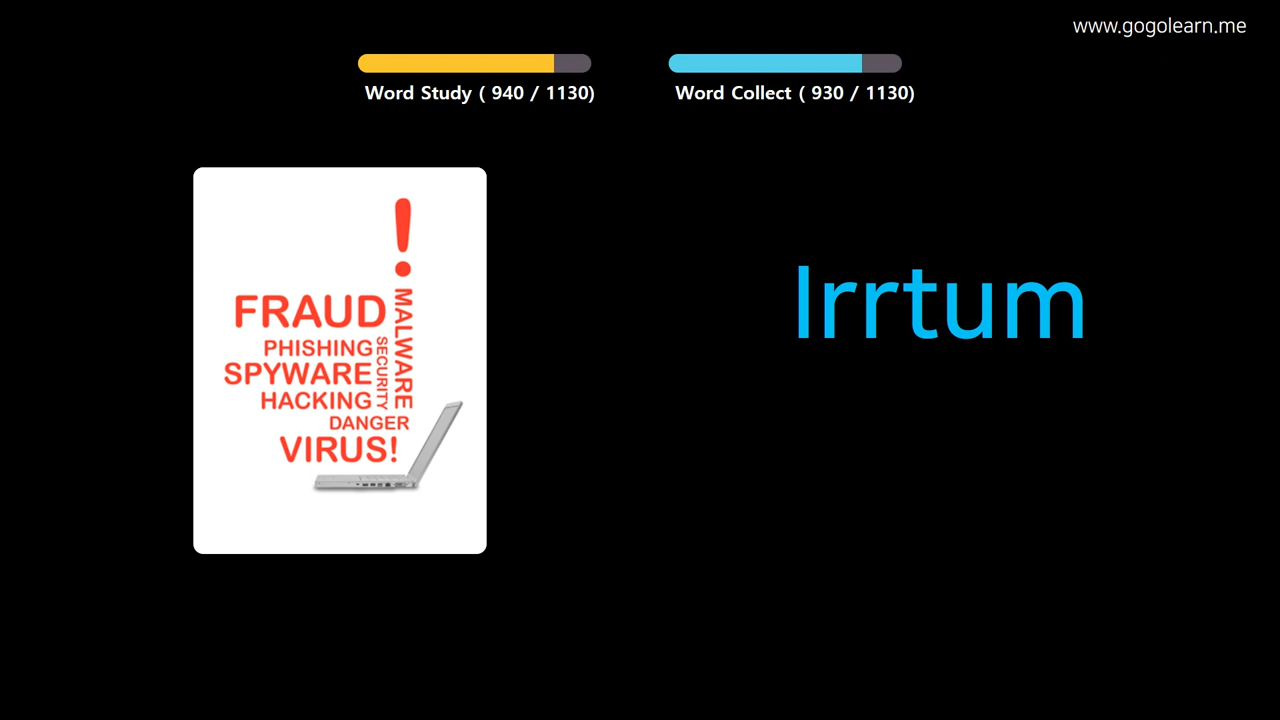 www.gogolearn.me
Word Study ( 940 / 1130)
Word Collect ( 930 / 1130)
!
FRAUD
MALWARE
PHISHING
SECURITY
SPYWARE
HACKING
DANGER
VIRUS!
Irrtum